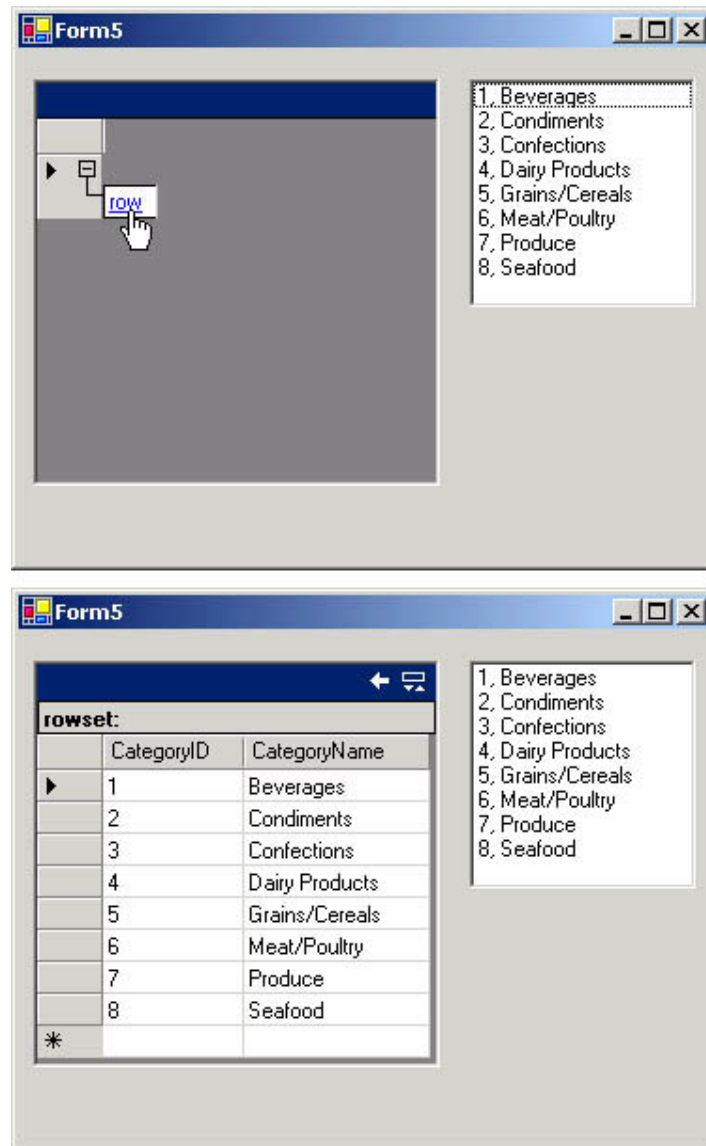 Form5
row
1, Beverages
2, Condiments
3, Confections
4, Dairy Products
5, Grains/Cereals
6, Meat/Poultry
7, Produce
8, Seafood
Form5
rowset:
CategoryID CategoryName
1 Beverages
2 Condiments
3 Confections
4 Dairy Products
5 Grains/Cereals
6 Meat/Poultry
7 Produce
8 Seafood
1, Beverages
2, Condiments
3, Confections
4, Dairy Products
5, Grains/Cereals
6, Meat/Poultry
7, Produce
8, Seafood